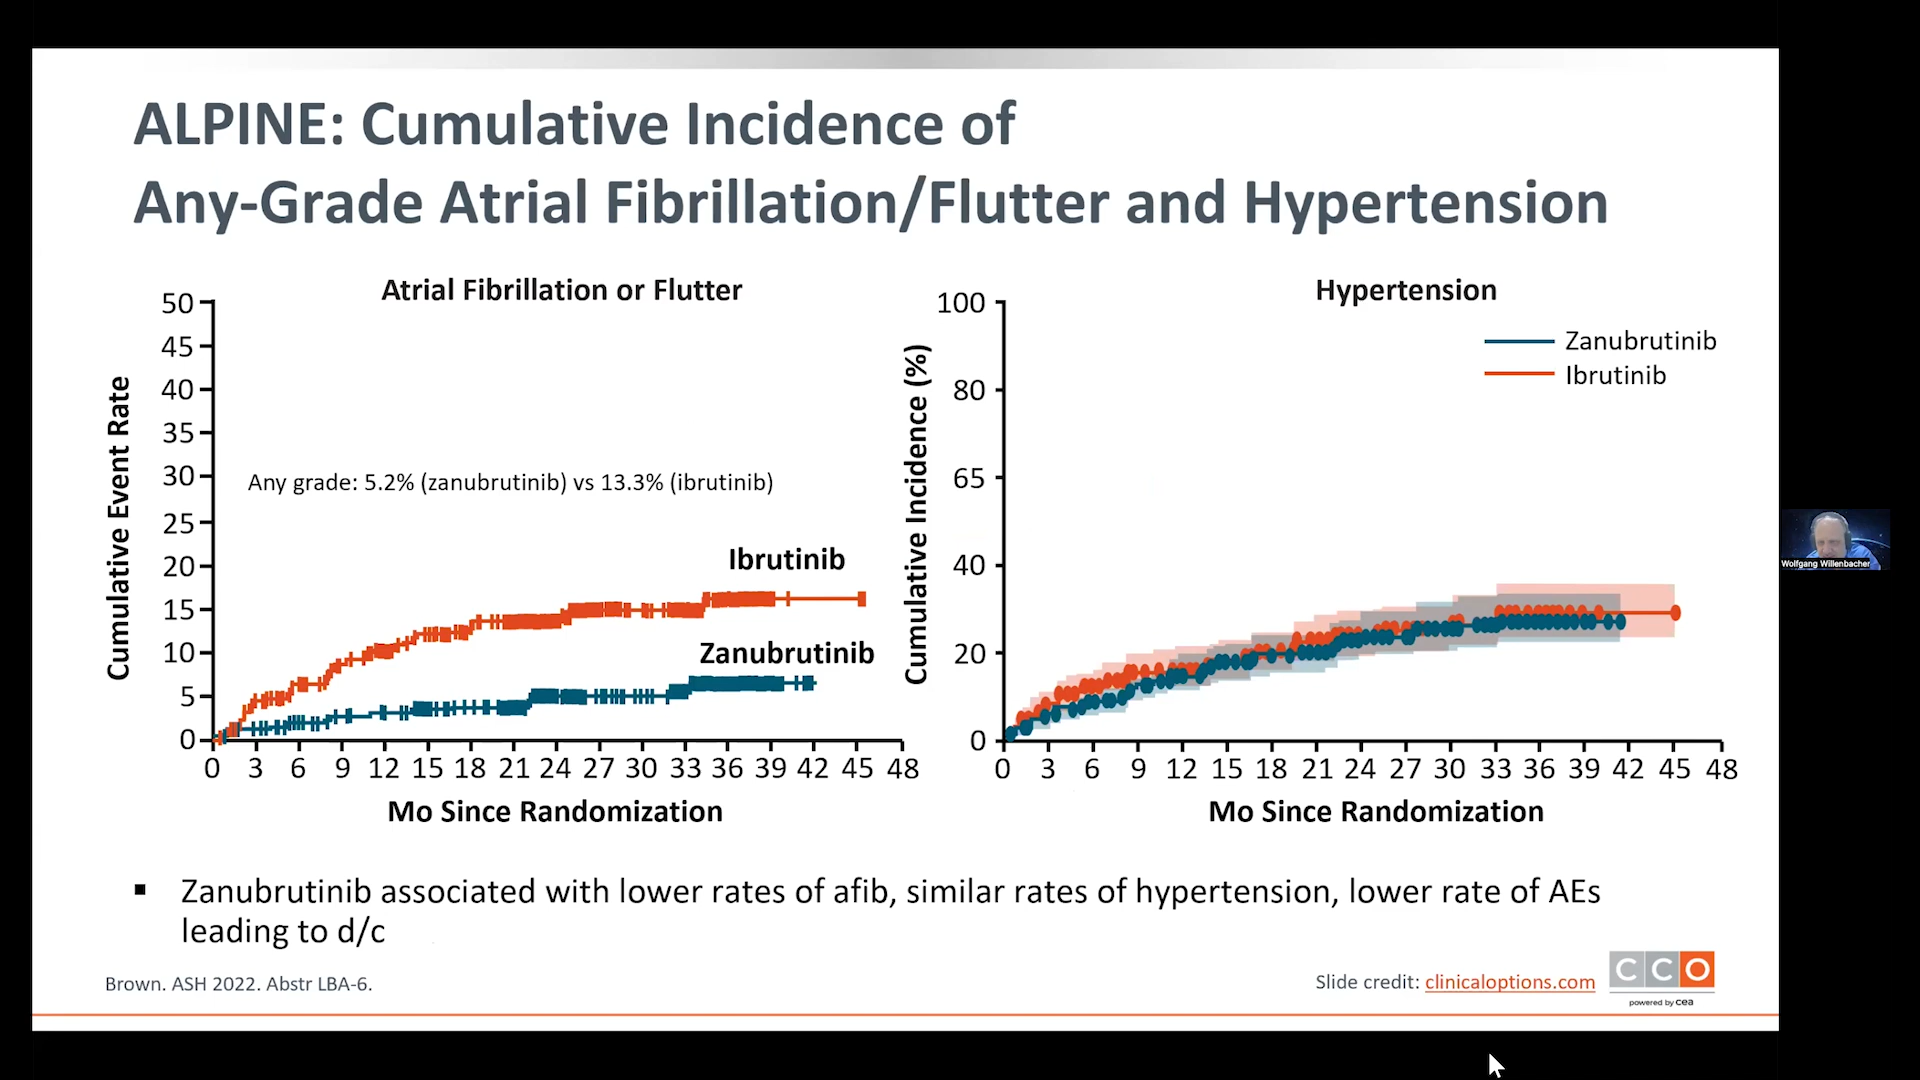 ALPINE: Cumulative Incidence of
Any-Grade Atrial Fibrillation/Flutter and Hypertension
Atrial Fibrillation or Flutter
Cumulative Event Rate
50
45
40
35
30
25
20
15
10
5
0
Any grade: 5.2% (zanubrutinib) vs 13.3% (ibrutinib)
Ibrutinib
Zanubrutinib
0 3 6 9 12 15 18 21 24 27 30 33 36 39 42 45 48
Mo Since Randomization
Hypertension
Cumulative Incidence (%)
100
80
65
40
20
0
Zanubrutinib
Ibrutinib
0 3 6 9 12 15 18 21 24 27 30 33 36 39 42 45 48
Mo Since Randomization
▪ Zanubrutinib associated with lower rates of afib, similar rates of hypertension, lower rate of AEs
leading to d/c
Brown. ASH 2022. Abstr LBA-6.
Slide credit: clinicaloptions.com
CCO
powered by cea
Wolfgang Willenbacher